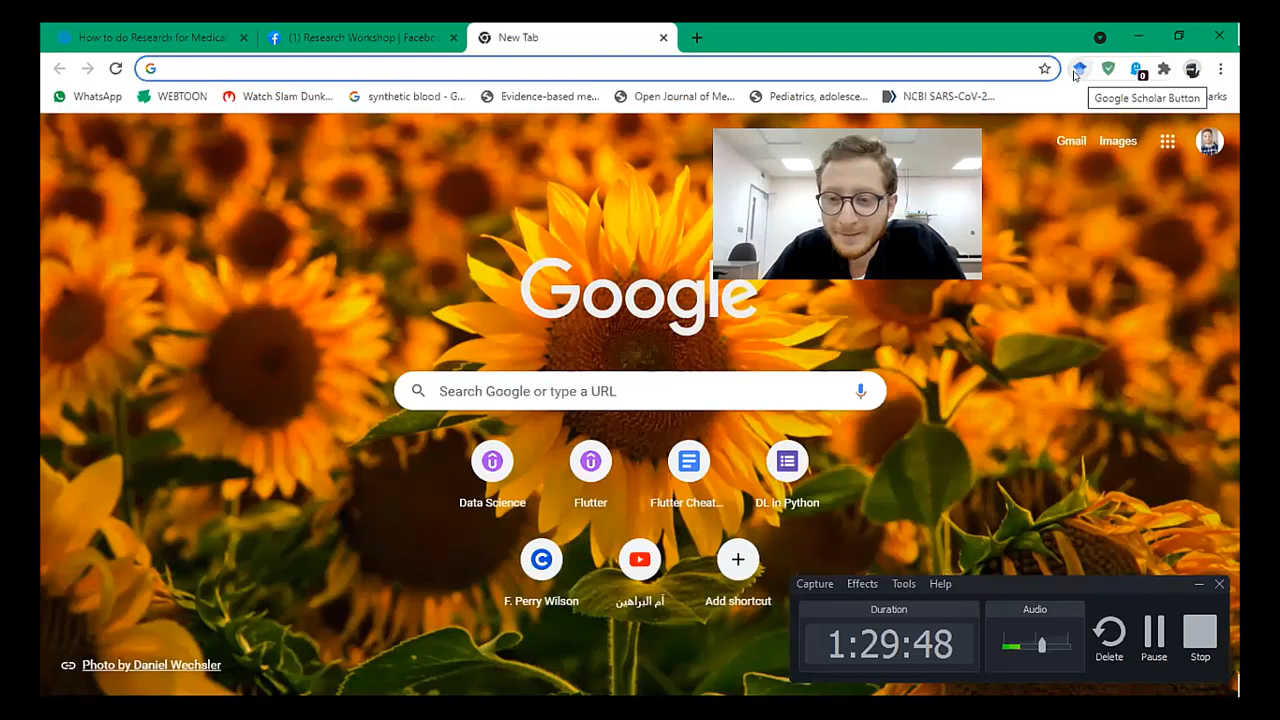 How to do Research for Medical
(1) Research Workshop | Facebo
New Tab
0
WhatsApp
WEBTOON
Watch Slam Dunk...
synthetic blood - G...
Evidence-based me...
Open Journal of Me...
Pediatrics, adolesce...
NCBI SARS-CoV-2...
Google Scholar Button
Gmail
Images
Google
Search Google or type a URL
Data Science
Flutter
Flutter Cheat...
DL in Python
F. Perry Wilson
أم البراهين
Add shortcut
Photo by Daniel Wechsler
Capture Effects Tools Help
Duration
1:29:48
Audio
Delete
Pause
Stop